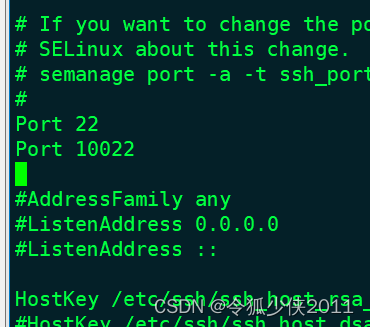 # If you want to change the po
# SELinux about this change.
# semanage port -a -t ssh_port
#
Port 22
Port 10022
#AddressFamily any
#ListenAddress 0.0.0.0
#ListenAddress ::
HostKey /etc/ssh/ssh_host_rsa_
#HostKey /etc/ssh/ssh_host_dsa
CSDN @令狐少侠2011